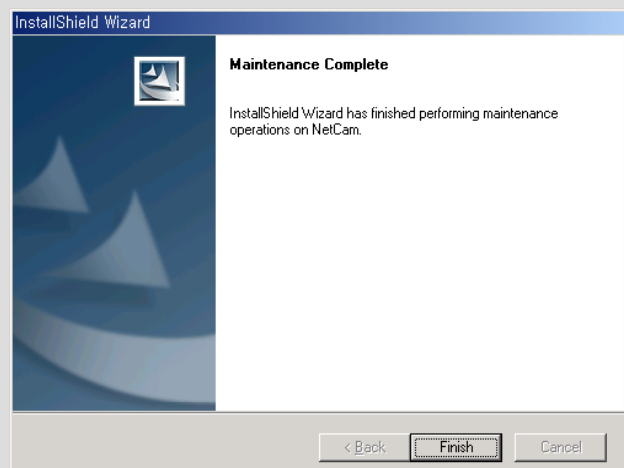 InstallShield Wizard
Maintenance Complete
InstallShield Wizard has finished performing maintenance
operations on NetCam.
< Back
Finish
Cancel